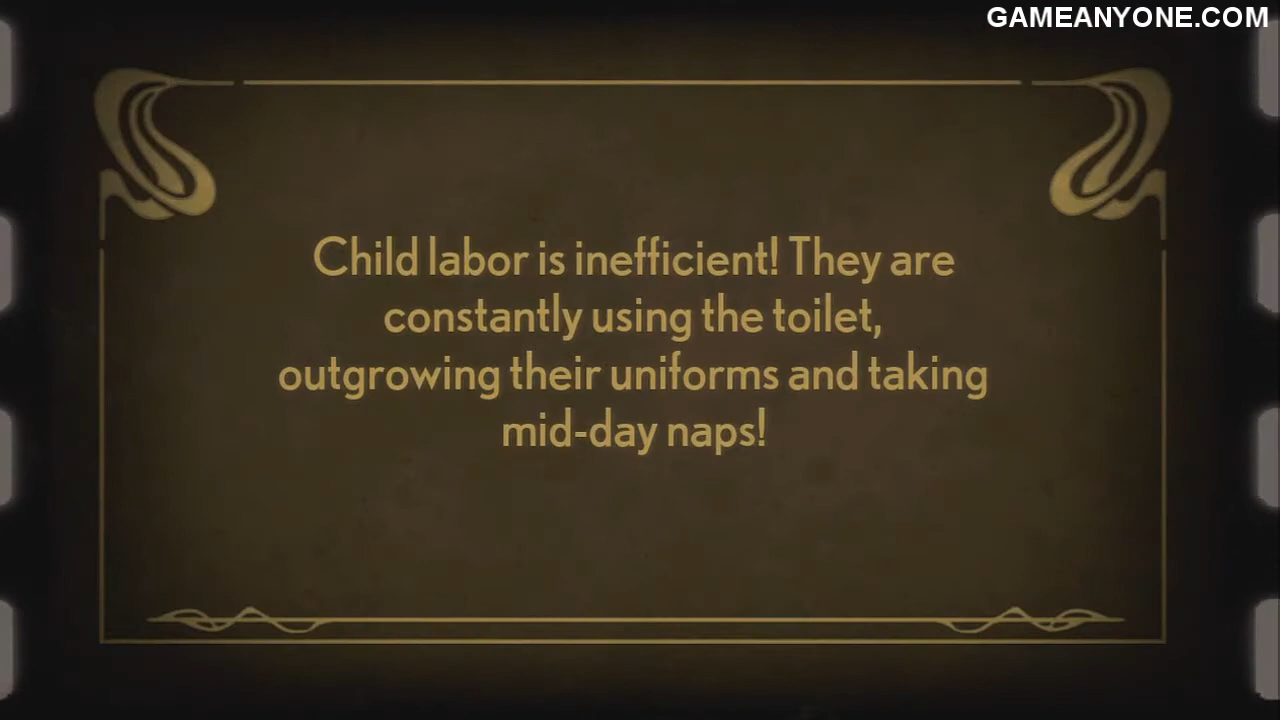 GAMEANYONE.COM
Child labor is inefficient! They are
constantly using the toilet,
outgrowing their uniforms and taking
mid-day naps!